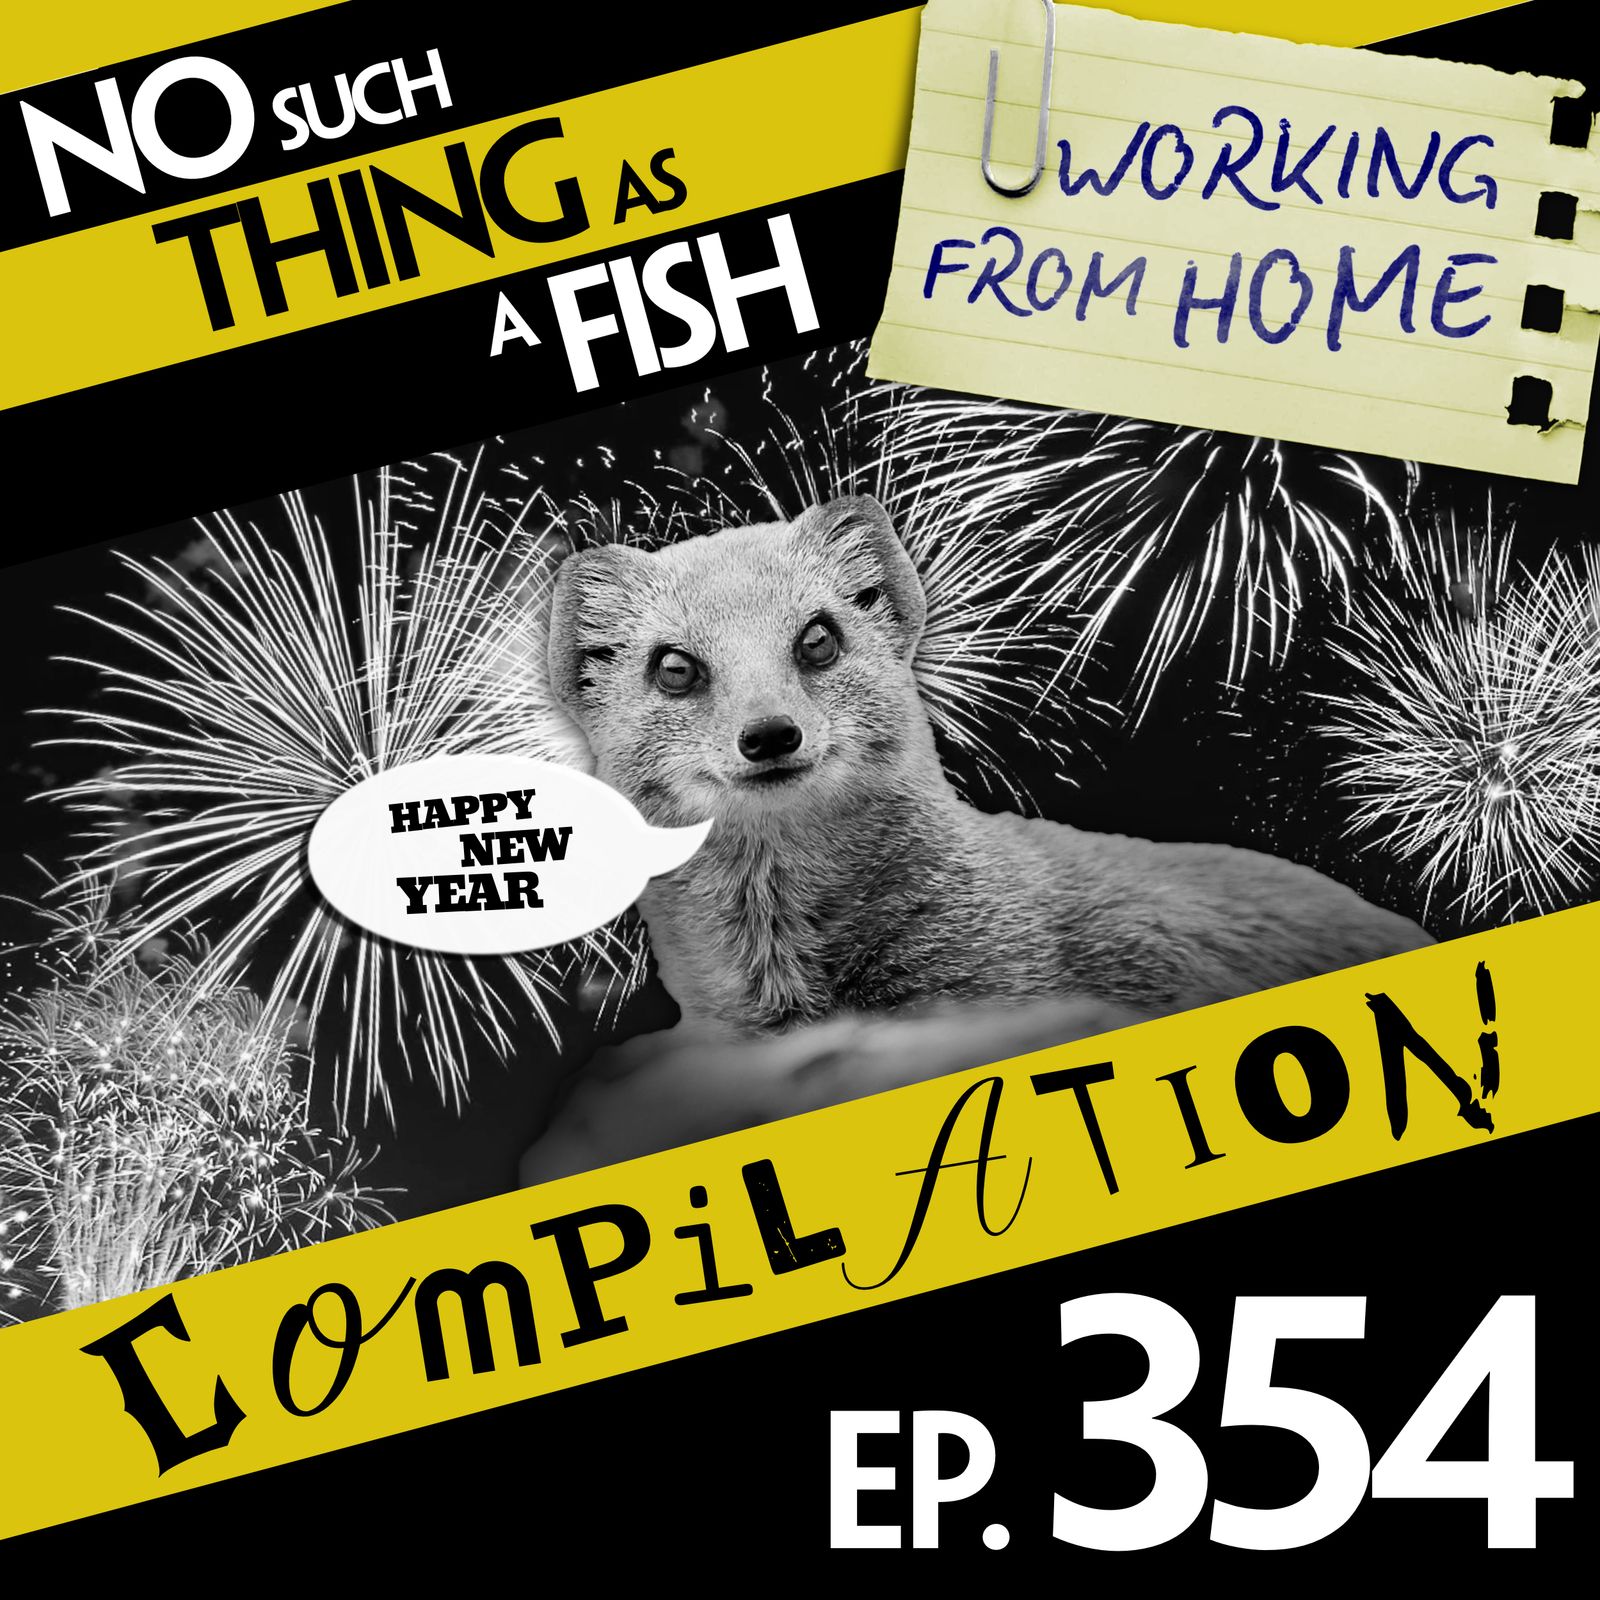 NO SUCH
THING AS
A FISH
WORKING
FROM HOME
HAPPY
NEW
YEAR
COMPiLATION
EP. 354